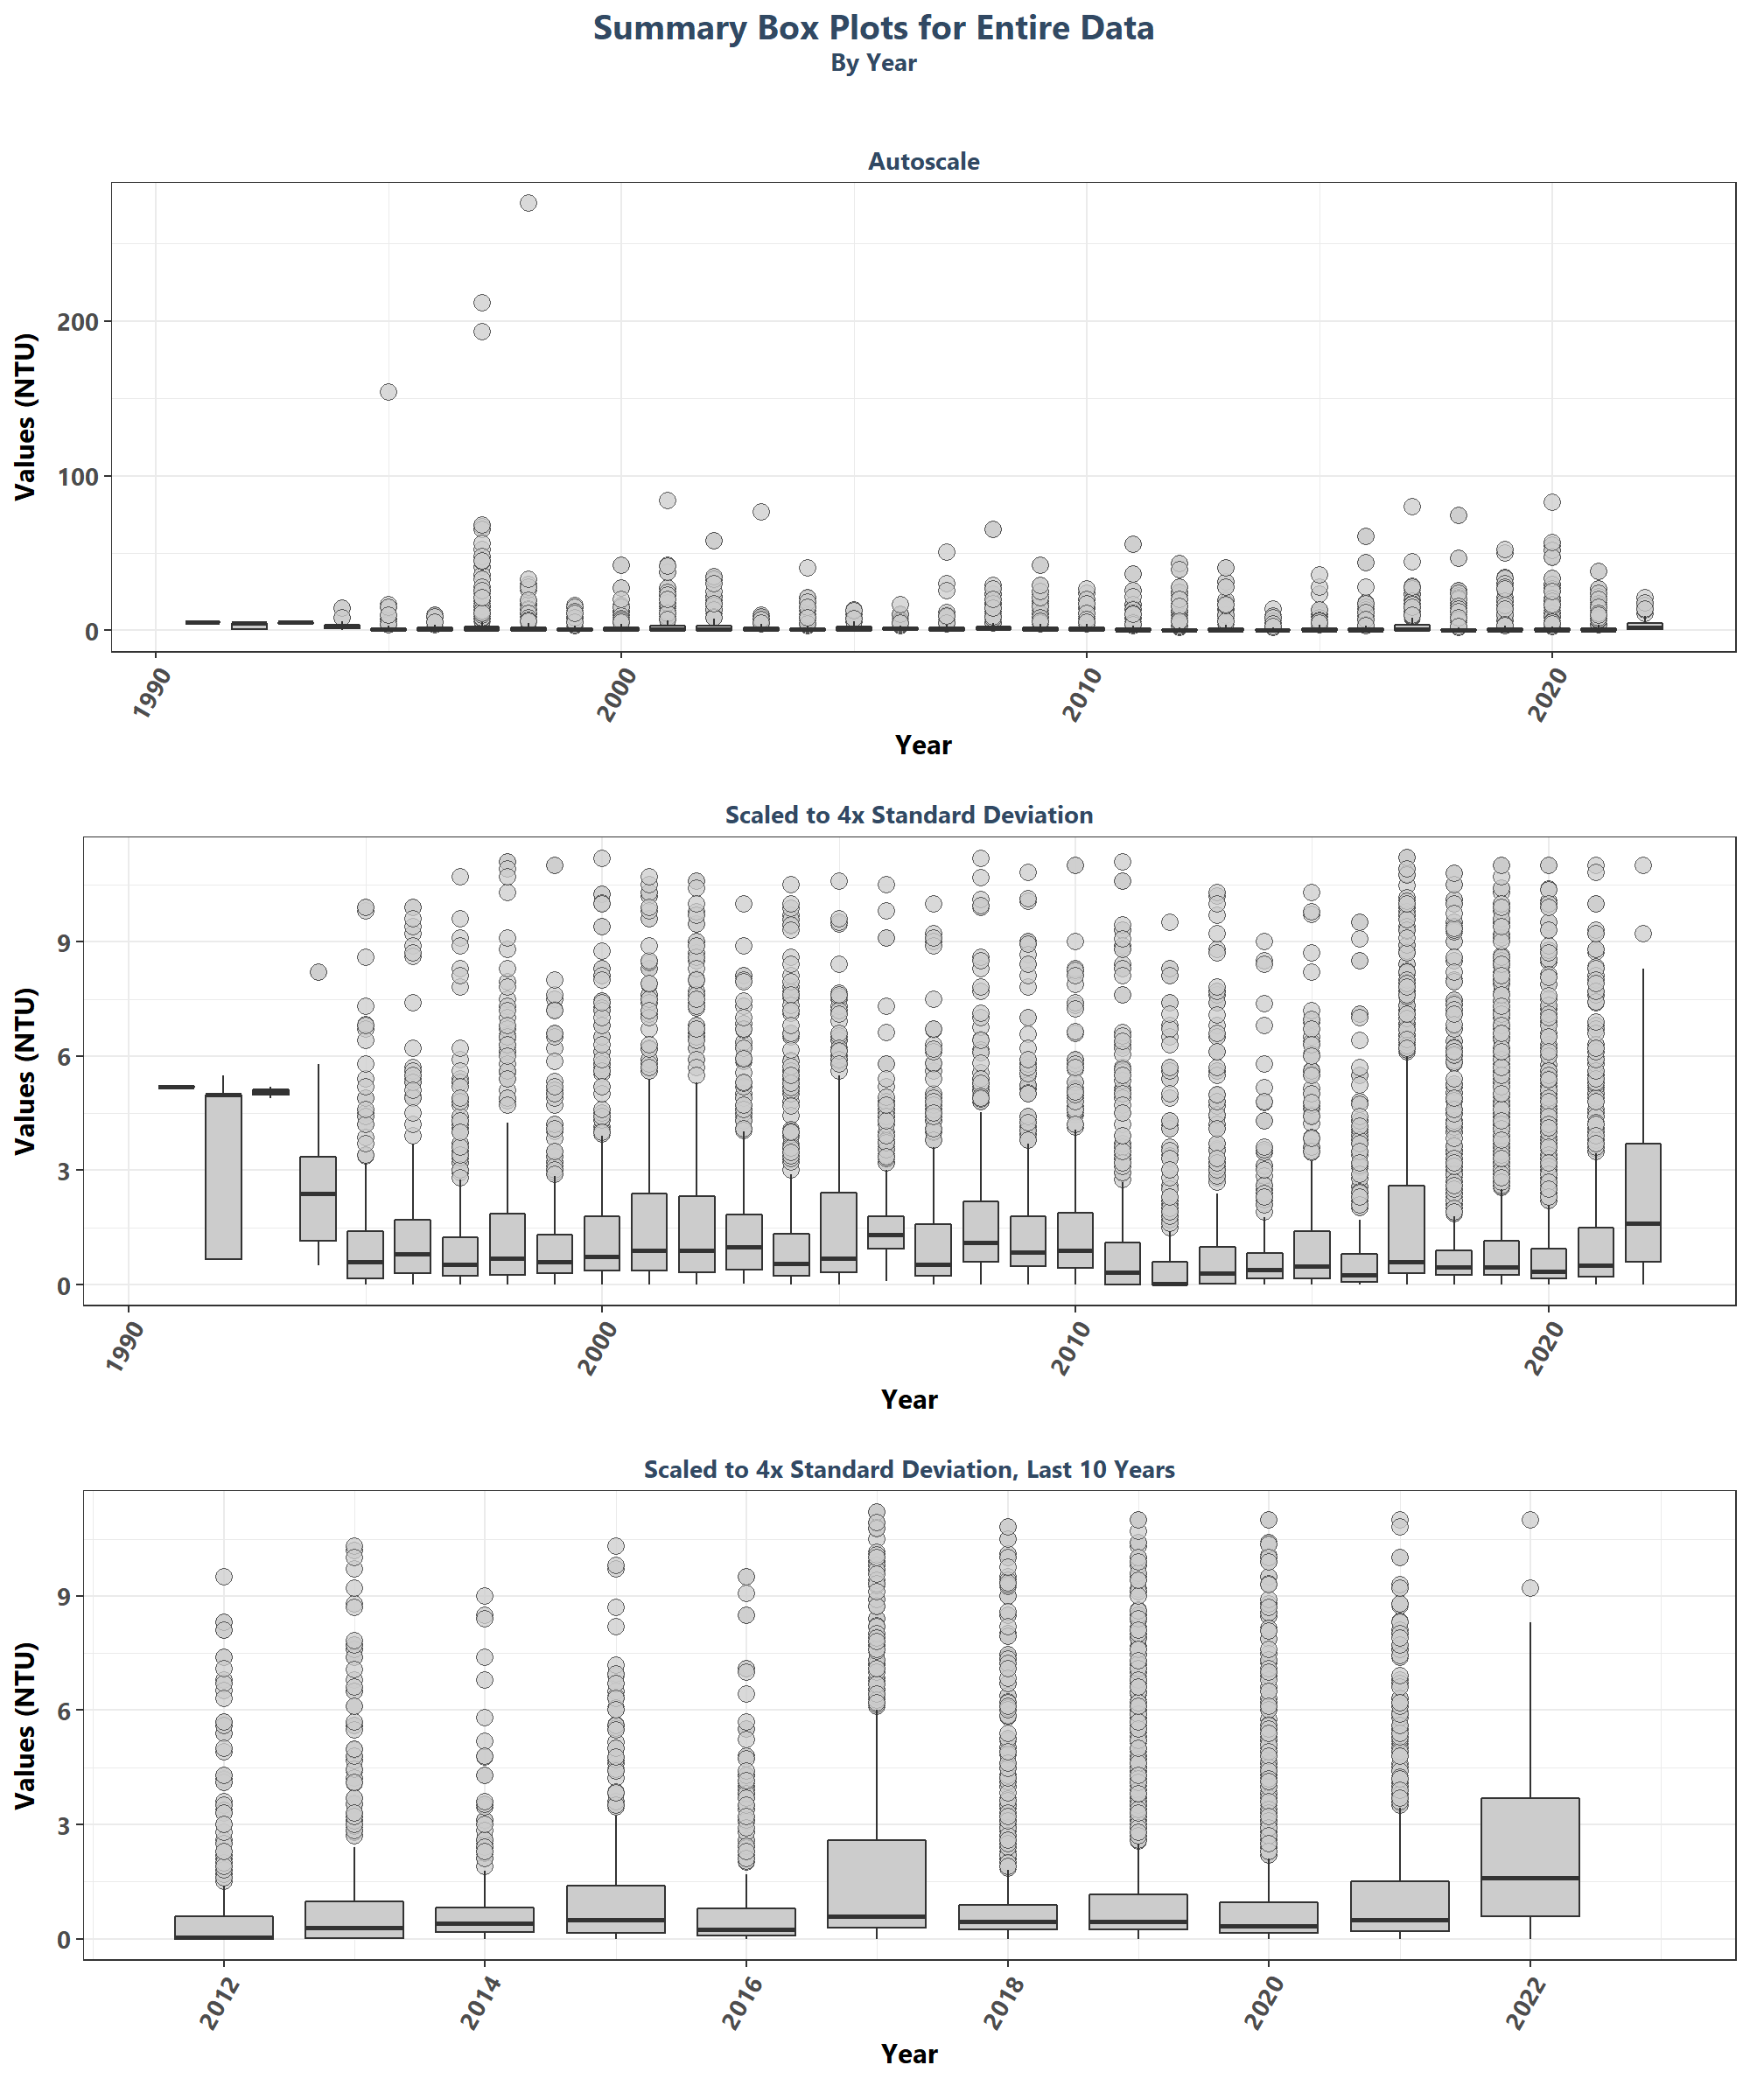 Summary Box Plots for Entire Data
By Year
Autoscale
Values (NTU)
200
100
0
1990
2000
2010
2020
Year
Scaled to 4x Standard Deviation
Values (NTU)
9
6
3
0
1990
2000
2010
2020
Year
Scaled to 4x Standard Deviation, Last 10 Years
Values (NTU)
9
6
3
0
2012
2014
2016
2018
2020
2022
Year